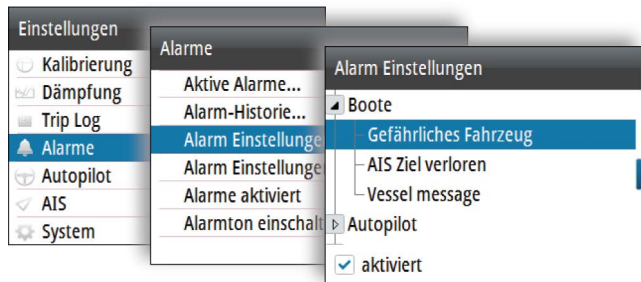 Einstellungen
Kalibrierung
Dämpfung
Trip Log
Alarme
Autopilot
AIS
System
Alarme
Aktive Alarme...
Alarm-Historie...
Alarm Einstellunge
Alarm Einstellunge
Alarme aktiviert
Alarmton einschalt
Alarm Einstellungen
Boote
Gefährliches Fahrzeug
AIS Ziel verloren
Vessel message
Autopilot
aktiviert